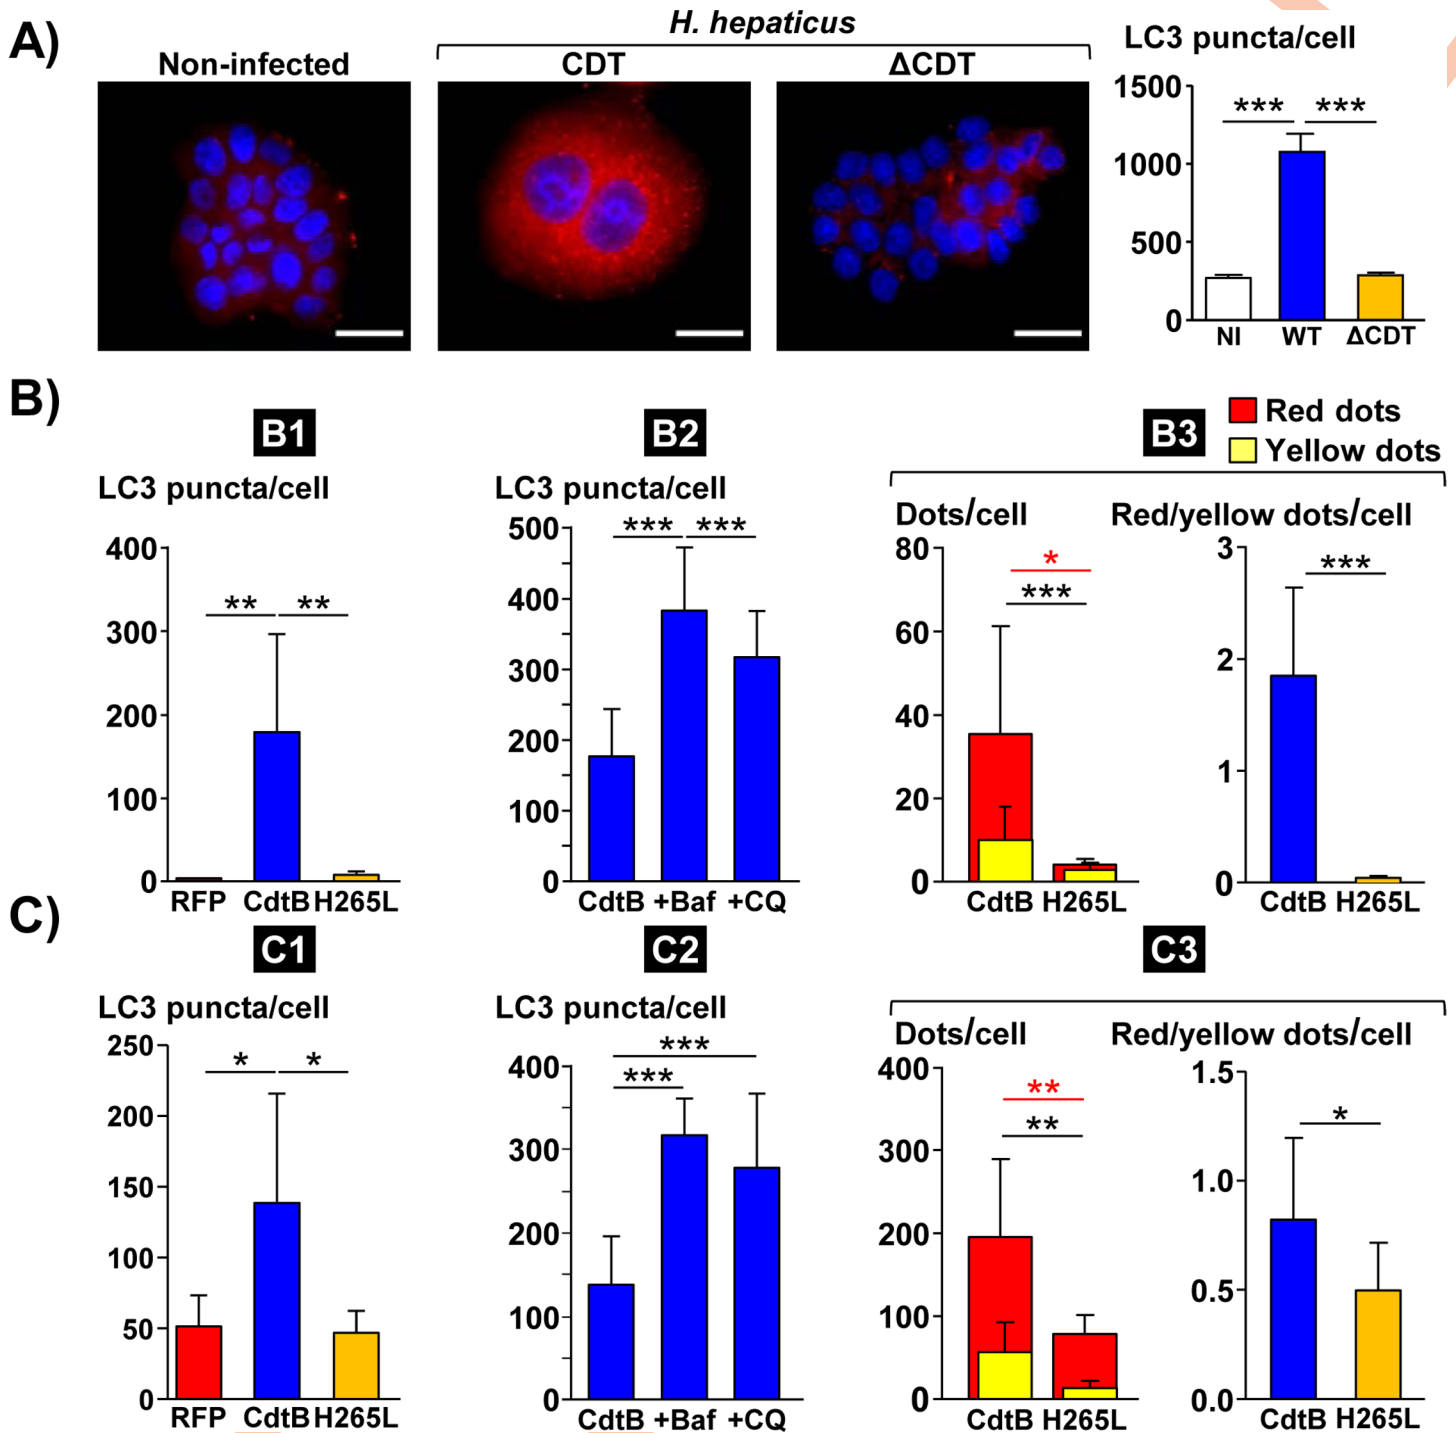 A)
H. hepaticus
Non-infected
CDT
ΔCDT
LC3 puncta/cell
1500
1000
500
0
***
***
NI
WT
ΔCDT
B)
B1
LC3 puncta/cell
400
300
200
100
0
**
**
RFP
CdtB
H265L
B2
LC3 puncta/cell
500
400
300
200
100
0
***
***
CdtB
+Baf
+CQ
B3
Red dots
Yellow dots
Dots/cell
80
60
40
20
0
*
***
CdtB
H265L
Red/yellow dots/cell
3
2
1
0
***
CdtB
H265L
C)
C1
LC3 puncta/cell
250
200
150
100
50
0
*
*
RFP
CdtB
H265L
C2
LC3 puncta/cell
400
300
200
100
0
***
***
CdtB
+Baf
+CQ
C3
Dots/cell
400
300
200
100
0
**
**
CdtB
H265L
Red/yellow dots/cell
1.5
1.0
0.5
0.0
*
CdtB
H265L